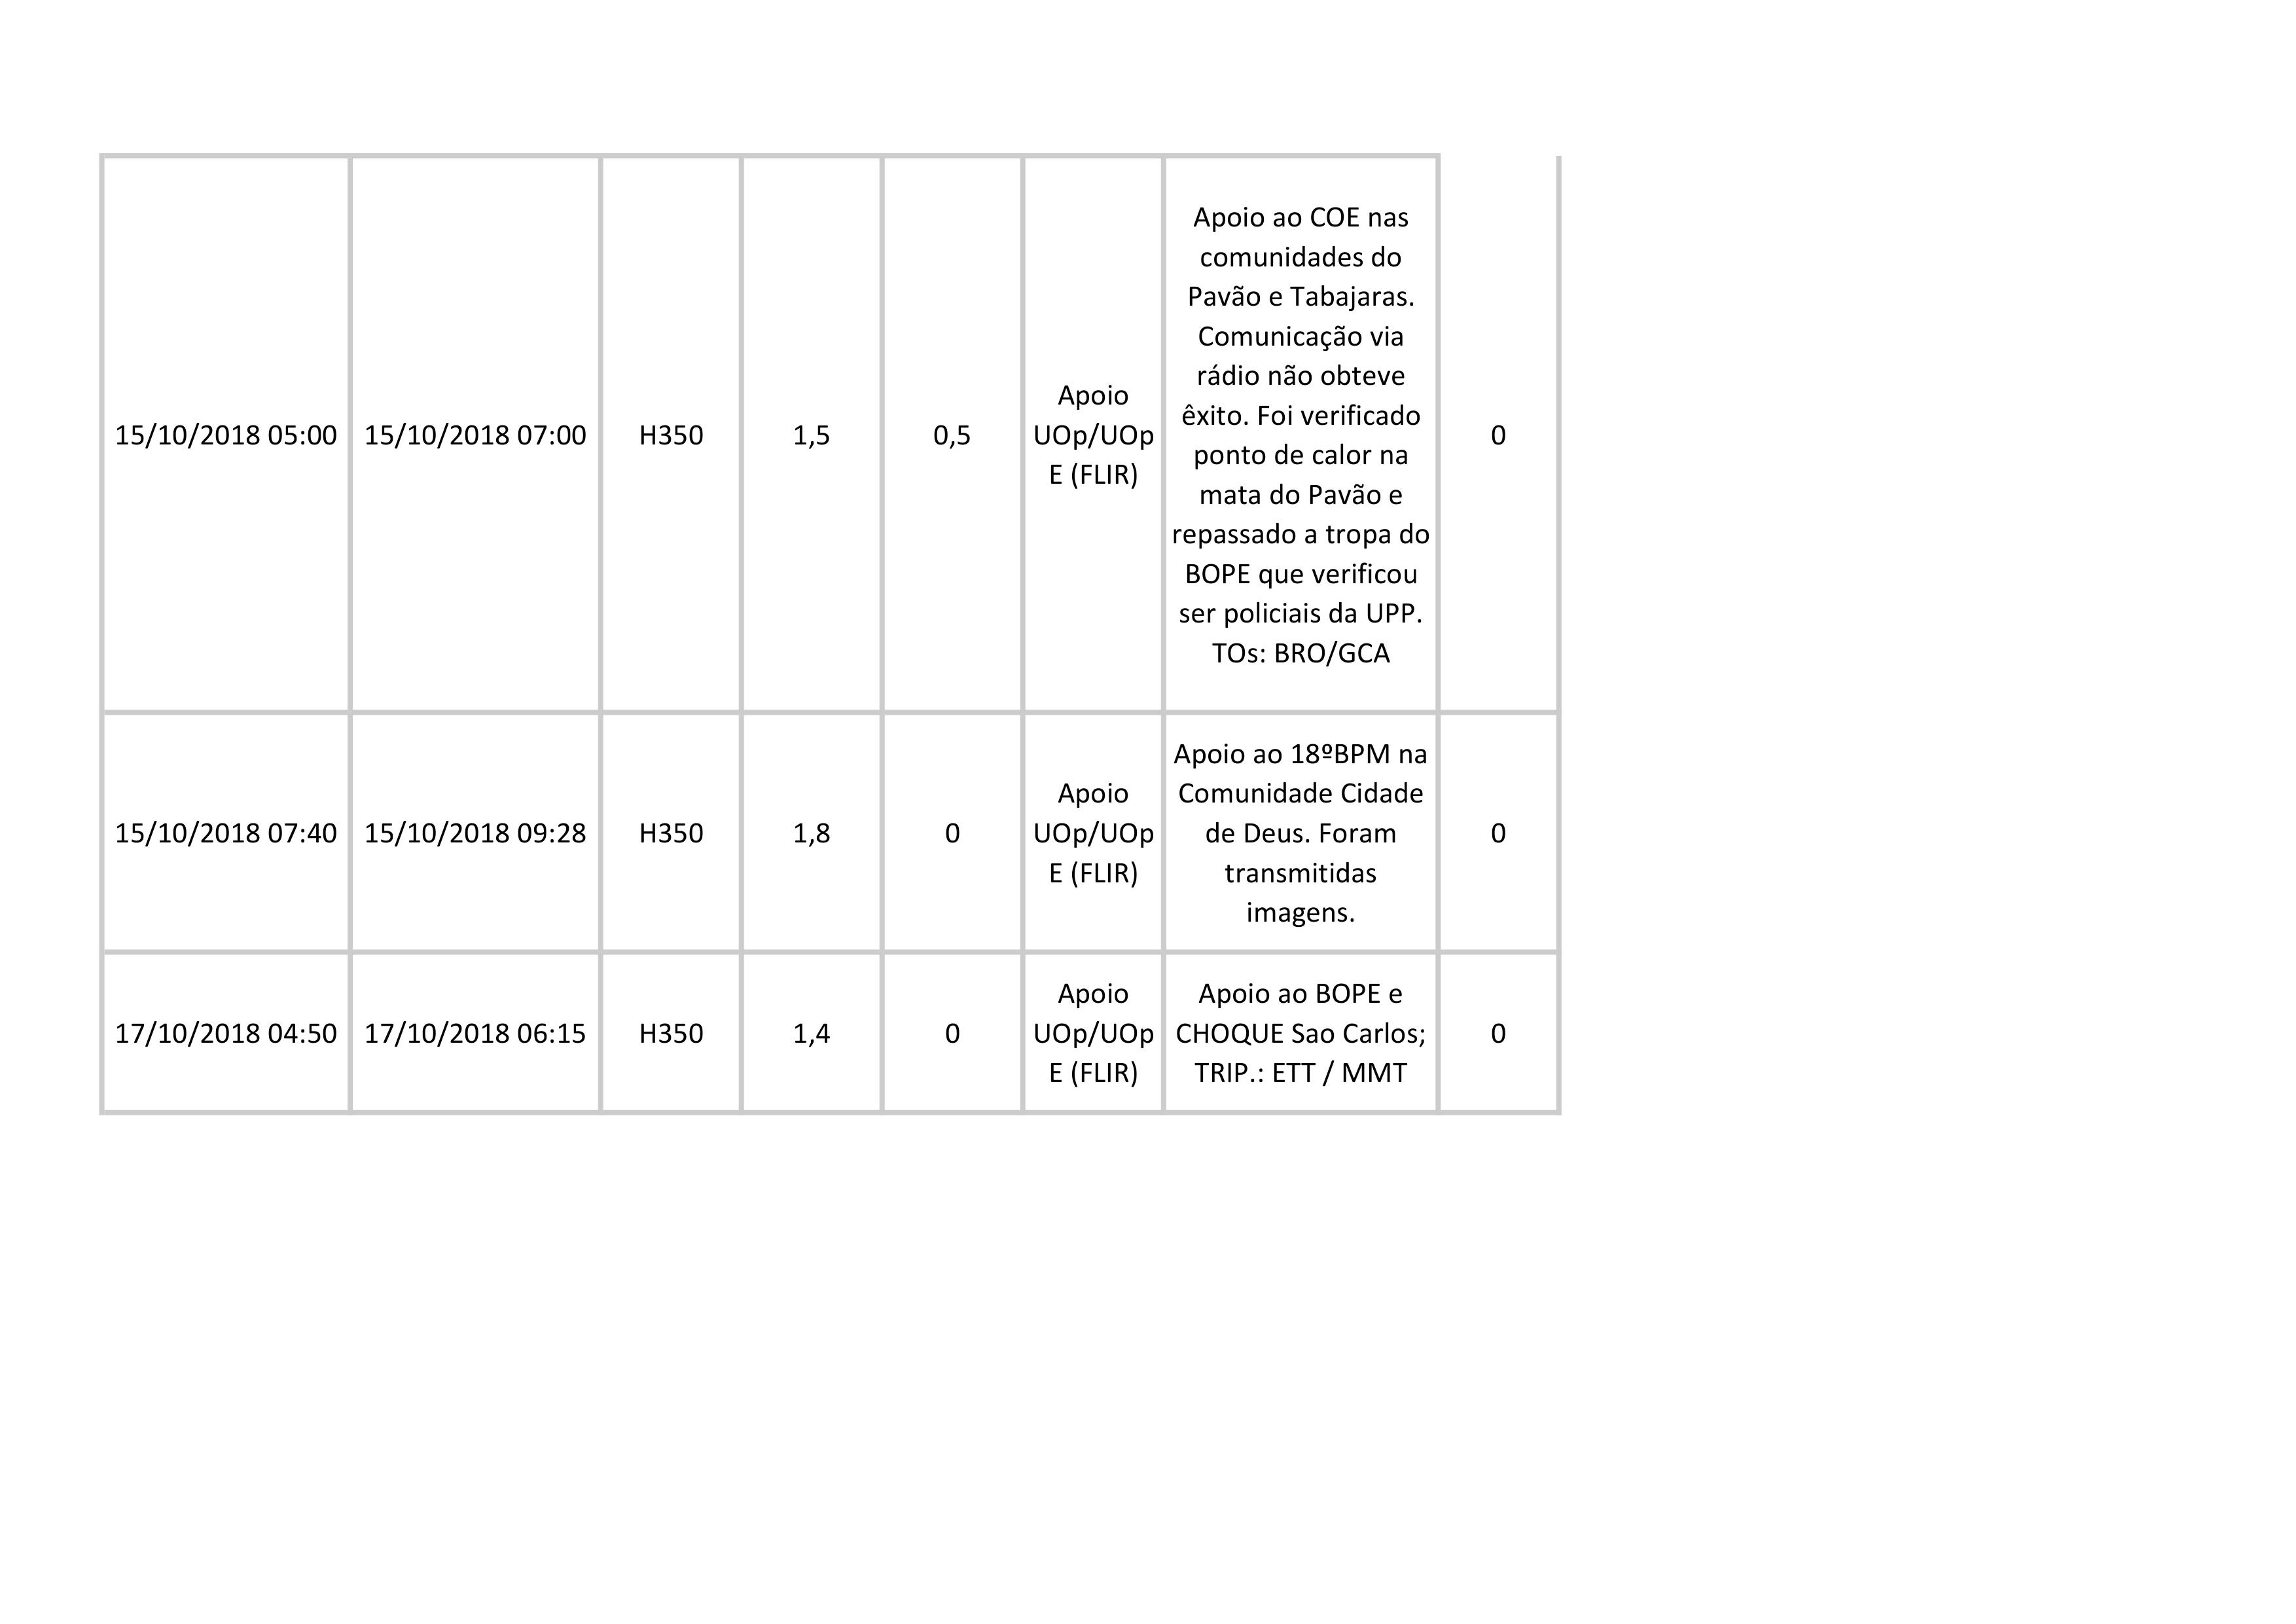 15/10/2018 05:00 15/10/2018 07:00 H350 1,5 0,5
Apoio
UOp/UOp
E (FLIR)
Apoio ao COE nas
comunidades do
Pavão e Tabajaras.
Comunicação via
rádio não obteve
êxito. Foi verificado
ponto de calor na
mata do Pavão e
repassado a tropa do
BOPE que verificou
ser policiais da UPP.
TOs: BRO/GCA
0
15/10/2018 07:40 15/10/2018 09:28 H350 1,8 0
Apoio
UOp/UOp
E (FLIR)
Apoio ao 18ºBPM na
Comunidade Cidade
de Deus. Foram
transmitidas
imagens.
0
17/10/2018 04:50 17/10/2018 06:15 H350 1,4 0
Apoio
UOp/UOp
E (FLIR)
Apoio ao BOPE e
CHOQUE Sao Carlos;
TRIP.: ETT / MMT
0